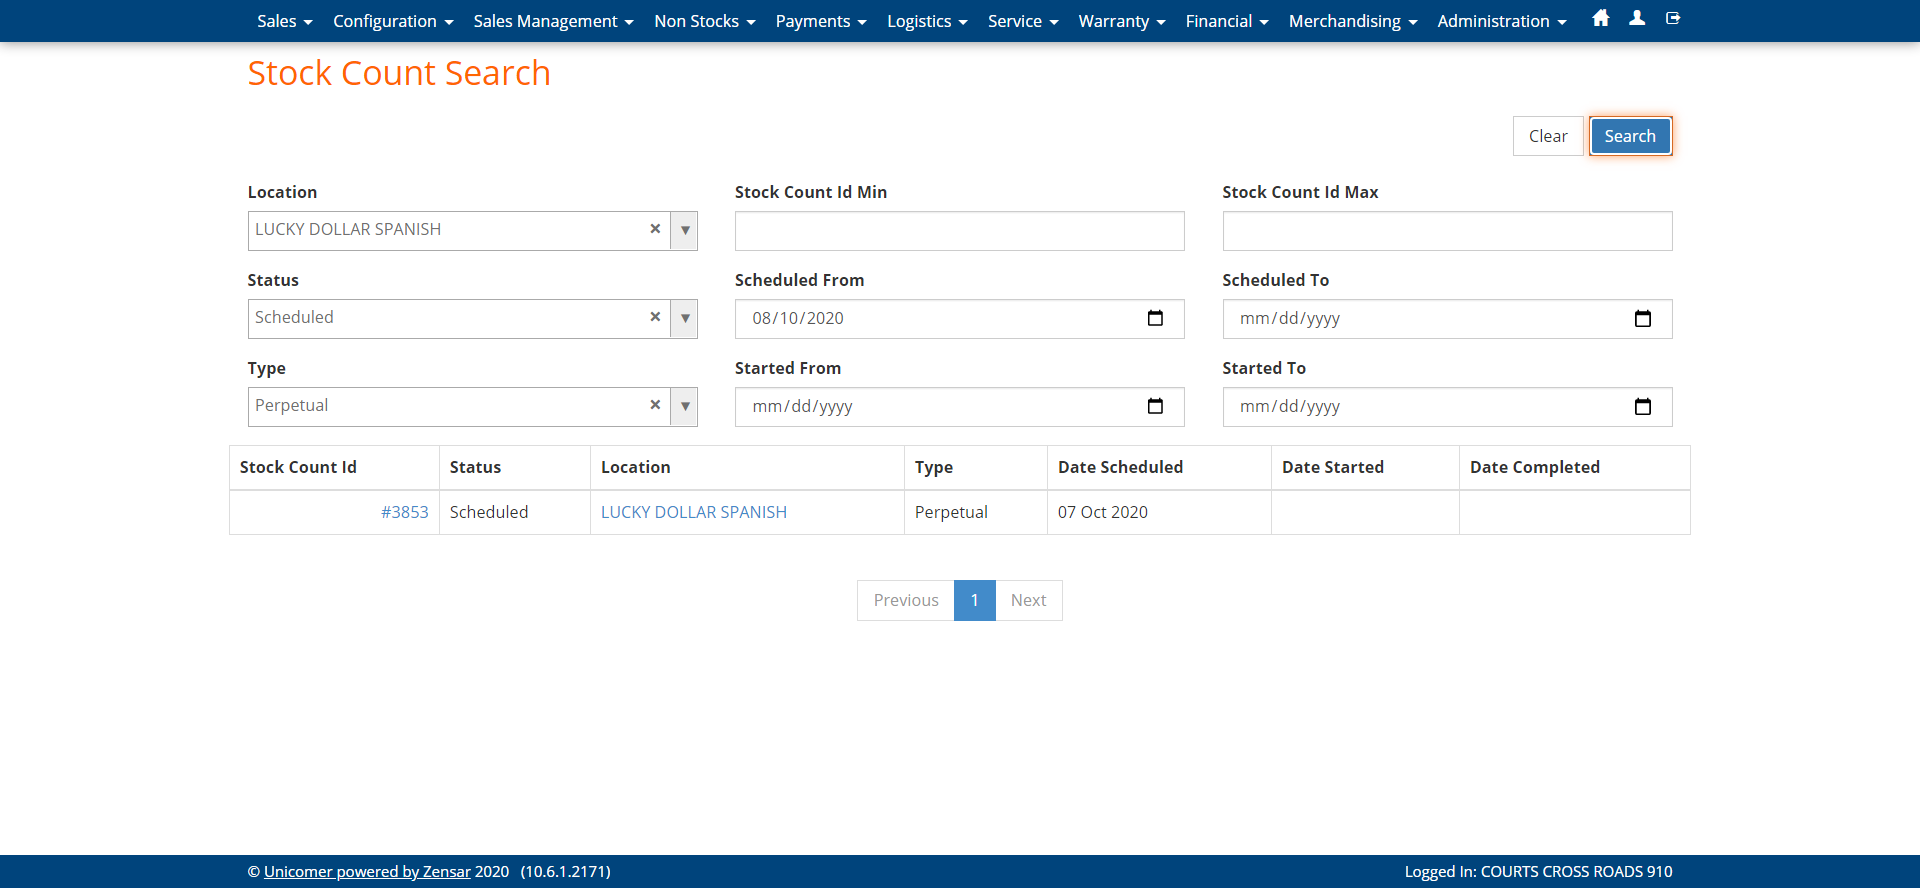 Sales Configuration Sales Management Non Stocks Payments Logistics Service Warranty Financial Merchandising Administration
Stock Count Search
Clear Search
Location Stock Count Id Min Stock Count Id Max
LUCKY DOLLAR SPANISH
Status Scheduled From Scheduled To
Scheduled 08/10/2020 mm/dd/yyyy
Type Started From Started To
Perpetual mm/dd/yyyy mm/dd/yyyy
Stock Count Id Status Location Type Date Scheduled Date Started Date Completed
#3853 Scheduled LUCKY DOLLAR SPANISH Perpetual 07 Oct 2020
Previous 1 Next
© Unicomer powered by Zensar 2020 (10.6.1.2171) Logged In: COURTS CROSS ROADS 910